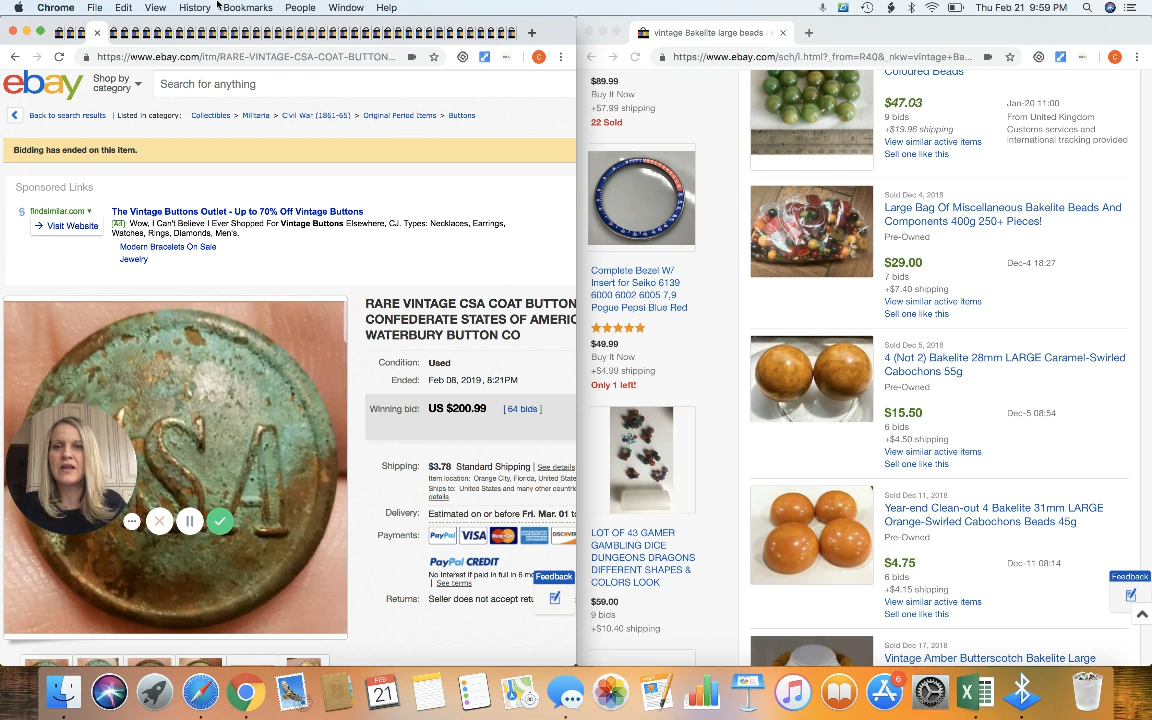 Chrome File Edit View History Bookmarks People Window Help
Thu Feb 21 9:59 PM
https://www.ebay.com/itm/RARE-VINTAGE-CSA-COAT-BUTTON...
C
ebay
Shop by
category
Search for anything
Back to search results | Listed in category: Collectibles > Militaria > Civil War (1861-65) > Original Period Items > Buttons
Bidding has ended on this item.
Sponsored Links
findsimilar.com
Visit Website
The Vintage Buttons Outlet - Up to 70% Off Vintage Buttons
Ad Wow, I Can't Believe I Ever Shopped For Vintage Buttons Elsewhere, CJ. Types: Necklaces, Earrings,
Watches, Rings, Diamonds, Men's.
Modern Bracelets On Sale
Jewelry
RARE VINTAGE CSA COAT BUTTON
CONFEDERATE STATES OF AMERIC
WATERBURY BUTTON CO
Condition: Used
Ended: Feb 08, 2019 , 8:21PM
Winning bid: US $200.99 [ 64 bids ]
Shipping: $3.78 Standard Shipping | See details
Item location: Orange City, Florida, United State
Ships to: United States and many other countrie
details
Delivery: Estimated on or before Fri. Mar. 01 to
Payments: PayPal VISA MasterCard AMERICAN EXPRESS DISCOV
PayPal CREDIT
No Interest if paid in full in 6 m
| See terms
Returns: Seller does not accept retu
Feedback
vintage Bakelite large beads
https://www.ebay.com/sch/i.html?_from=R40&_nkw=vintage+Ba...
C
$89.99
Buy It Now
+$7.99 shipping
22 Sold
Complete Bezel W/
Insert for Seiko 6139
6000 6002 6005 7,9
Pogue Pepsi Blue Red
$49.99
Buy It Now
+$4.99 shipping
Only 1 left!
LOT OF 43 GAMER
GAMBLING DICE
DUNGEONS DRAGONS
DIFFERENT SHAPES &
COLORS LOOK
$59.00
9 bids
+$10.40 shipping
Coloured Beads
$47.03 Jan-20 11:00
9 bids From United Kingdom
+$19.96 shipping Customs services and
international tracking provided
View similar active items
Sell one like this
Sold Dec 4, 2018
Large Bag Of Miscellaneous Bakelite Beads And
Components 400g 250+ Pieces!
Pre-Owned
$29.00 Dec-4 18:27
7 bids
+$7.40 shipping
View similar active items
Sell one like this
Sold Dec 5, 2018
4 (Not 2) Bakelite 28mm LARGE Caramel-Swirled
Cabochons 55g
Pre-Owned
$15.50 Dec-5 08:54
6 bids
+$4.50 shipping
View similar active items
Sell one like this
Sold Dec 11, 2018
Year-end Clean-out 4 Bakelite 31mm LARGE
Orange-Swirled Cabochons Beads 45g
Pre-Owned
$4.75 Dec-11 08:14
6 bids
+$4.15 shipping
View similar active items
Sell one like this
Feedback
Sold Dec 17, 2018
Vintage Amber Butterscotch Bakelite Large
FEB
21
6